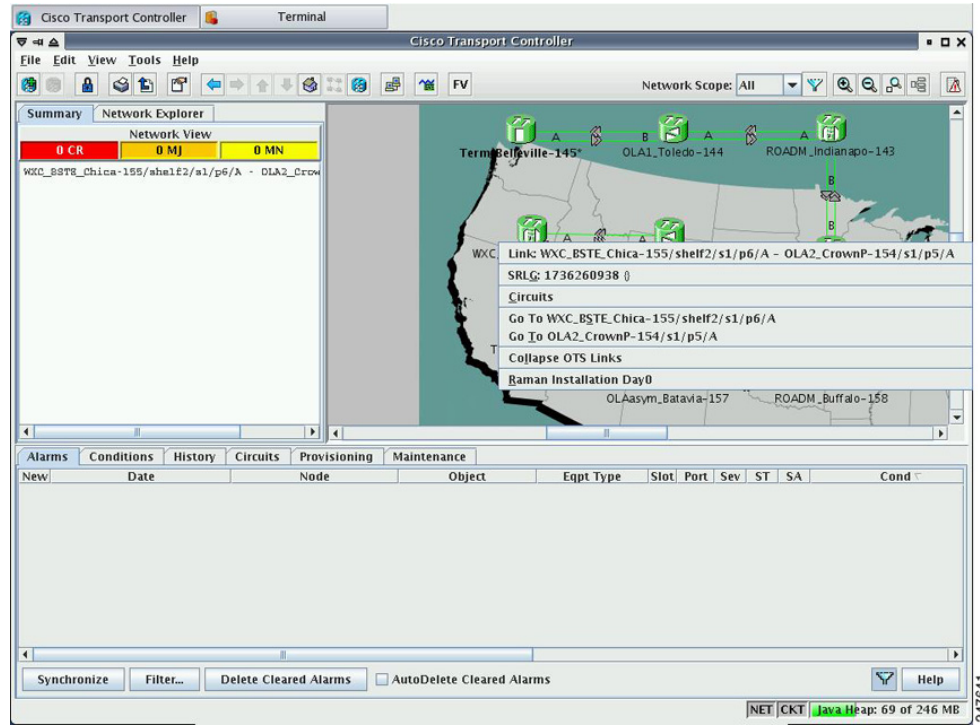 Cisco Transport Controller
Terminal
Cisco Transport Controller
File Edit View Tools Help
FV
Network Scope: All
Summary Network Explorer
Network View
0 CR 0 MJ 0 MN
WXC_BSTE_Chica-155/shelf2/s1/p6/A - OLA2_Crow
A B A A
Term_Belleville-145* OLA1_Toledo-144 ROADM_Indianapo-143
B
B
A A
WXC
Link: WXC_BSTE_Chica-155/shelf2/s1/p6/A - OLA2_CrownP-154/s1/p5/A
SRLG: 1736260938 ()
Circuits
Go To WXC_BSTE_Chica-155/shelf2/s1/p6/A
Go To OLA2_CrownP-154/s1/p5/A
T
Collapse OTS Links
Raman Installation Day0
OLAasym_Batavia-157 ROADM_Buffalo-158
Alarms Conditions History Circuits Provisioning Maintenance
New Date Node Object Eqpt Type Slot Port Sev ST SA Cond
Synchronize Filter... Delete Cleared Alarms AutoDelete Cleared Alarms Help
NET CKT Java Heap: 69 of 246 MB